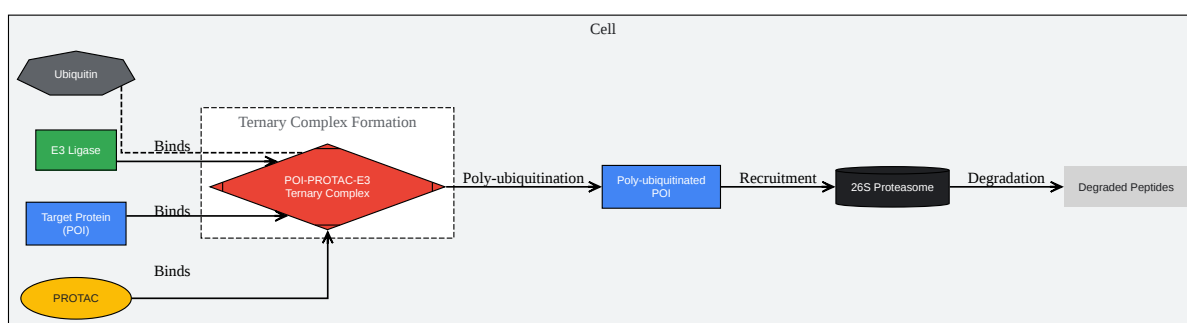 Cell
Ubiquitin
Ternary Complex Formation
E3 Ligase
Binds
POI-PROTAC-E3
Ternary Complex
Poly-ubiquitination
Poly-ubiquitinated
POI
Recruitment
26S Proteasome
Degradation
Degraded Peptides
Target Protein
(POI)
Binds
Binds
PROTAC